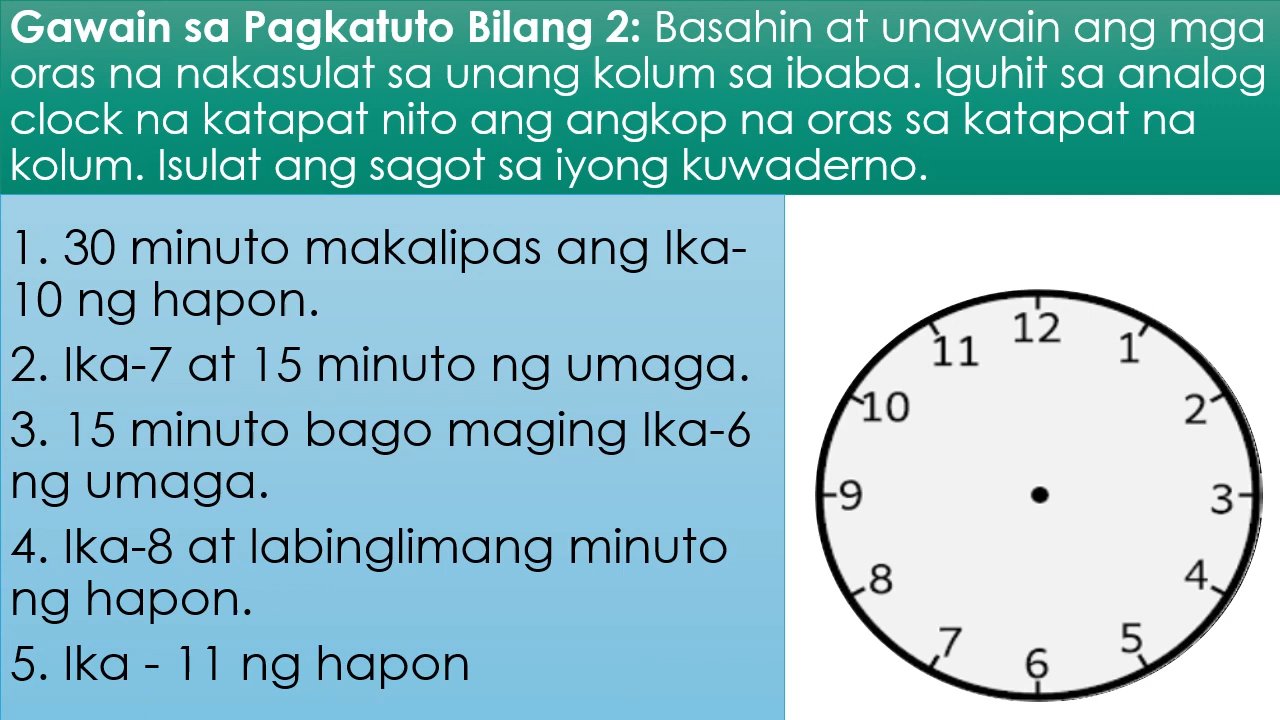 Gawain sa Pagkatuto Bilang 2: Basahin at unawain ang mga
oras na nakasulat sa unang kolum sa ibaba. Iguhit sa analog
clock na katapat nito ang angkop na oras sa katapat na
kolum. Isulat ang sagot sa iyong kuwaderno.
1. 30 minuto makalipas ang Ika-
10 ng hapon.
2. Ika-7 at 15 minuto ng umaga.
3. 15 minuto bago maging Ika-6
ng umaga.
4. Ika-8 at labinglimang minuto
ng hapon.
5. Ika - 11 ng hapon
12
1
2
3
4
5
6
7
8
9
10
11